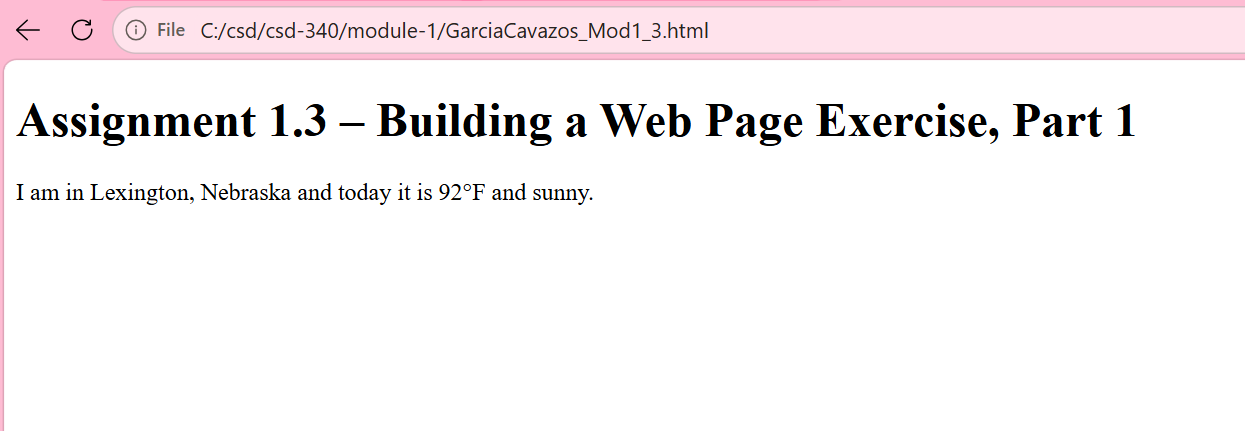 File C:/csd/csd-340/module-1/GarciaCavazos_Mod1_3.html
Assignment 1.3 – Building a Web Page Exercise, Part 1
I am in Lexington, Nebraska and today it is 92°F and sunny.